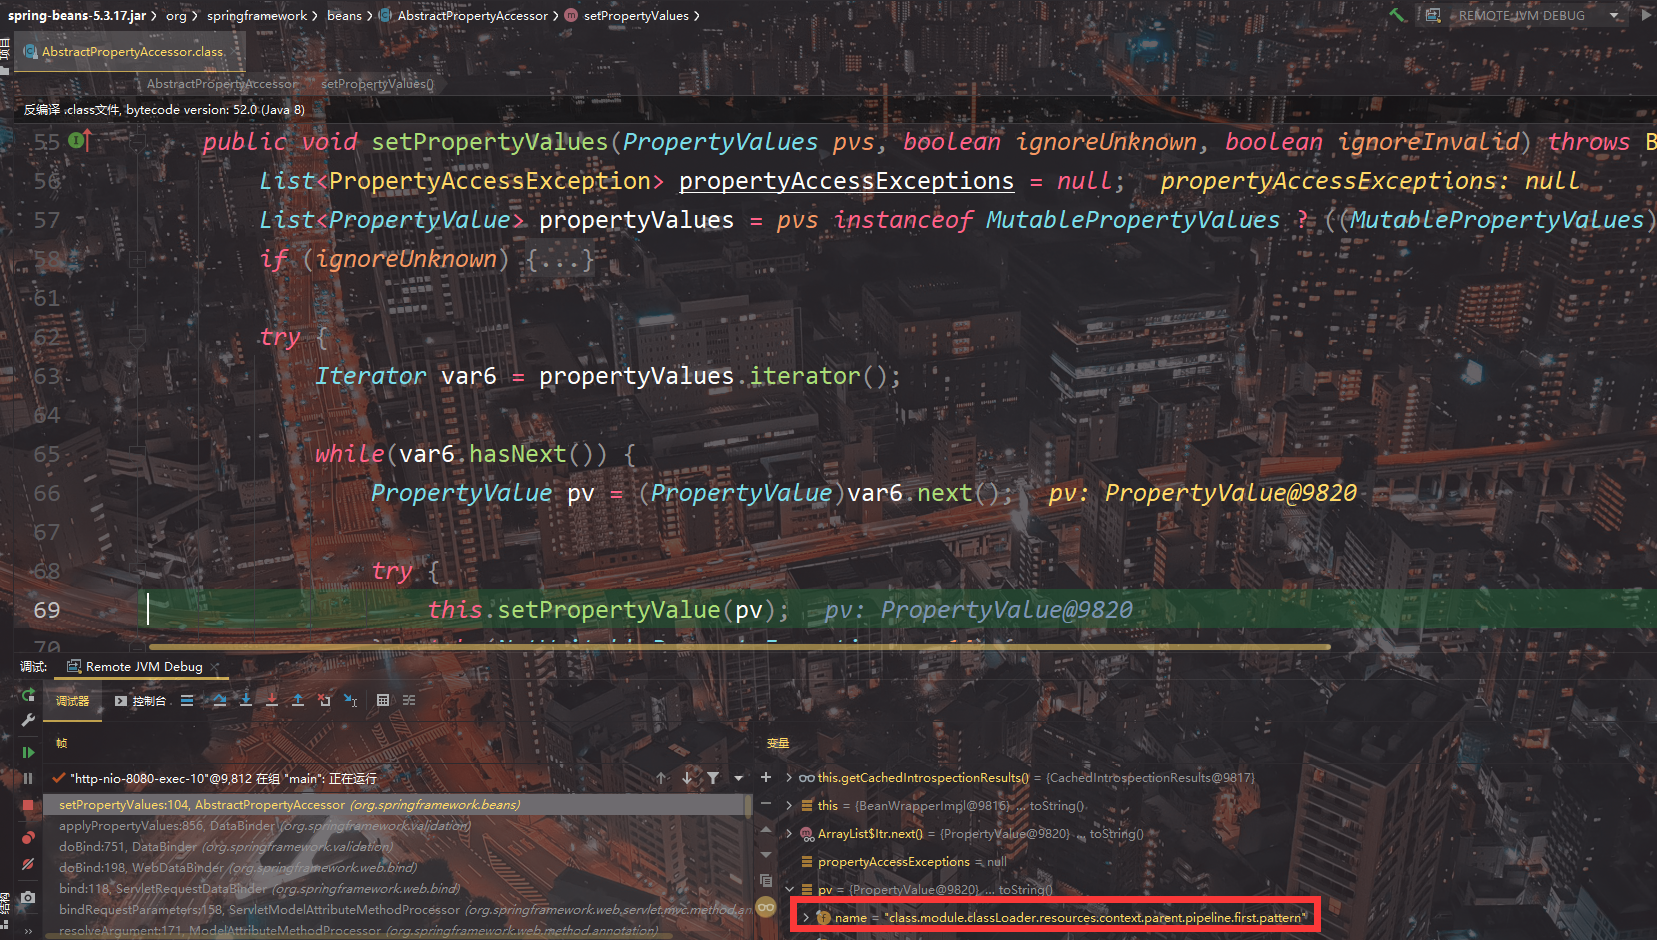 spring-beans-5.3.17.jar > org > springframework > beans > AbstractPropertyAccessor > setPropertyValues >
REMOTE JVM DEBUG
项目
AbstractPropertyAccessor.class
AbstractPropertyAccessor setPropertyValues()
反编译 .class文件, bytecode version: 52.0 (Java 8)
55 public void setPropertyValues(PropertyValues pvs, boolean ignoreUnknown, boolean ignoreInvalid) throws B
56 List<PropertyAccessException> propertyAccessExceptions = null; propertyAccessExceptions: null
57 List<PropertyValue> propertyValues = pvs instanceof MutablePropertyValues ? ((MutablePropertyValues)
58 if (ignoreUnknown) {...}
61
62 try {
63 Iterator var6 = propertyValues.iterator();
64
65 while(var6.hasNext()) {
66 PropertyValue pv = (PropertyValue)var6.next(); pv: PropertyValue@9820
67
68 try {
69 this.setPropertyValue(pv); pv: PropertyValue@9820
70
调试: Remote JVM Debug
调试器 控制台
帧
"http-nio-8080-exec-10"@9,812 在组 "main": 正在运行
setPropertyValues:104, AbstractPropertyAccessor (org.springframework.beans)
applyPropertyValues:856, DataBinder (org.springframework.validation)
doBind:751, DataBinder (org.springframework.validation)
doBind:198, WebDataBinder (org.springframework.web.bind)
bind:118, ServletRequestDataBinder (org.springframework.web.bind)
bindRequestParameters:158, ServletModelAttributeMethodProcessor (org.springframework.web.servlet.mvc.method.an
resolveArgument:171, ModelAttributeMethodProcessor (org.springframework.web.method.annotation)
结构
变量
this.getCachedIntrospectionResults() = {CachedIntrospectionResults@9817}
this = {BeanWrapperImpl@9816} ... toString()
ArrayList$Itr.next() = {PropertyValue@9820} ... toString()
propertyAccessExceptions = null
pv = {PropertyValue@9820} ... toString()
name = "class.module.classLoader.resources.context.parent.pipeline.first.pattern"